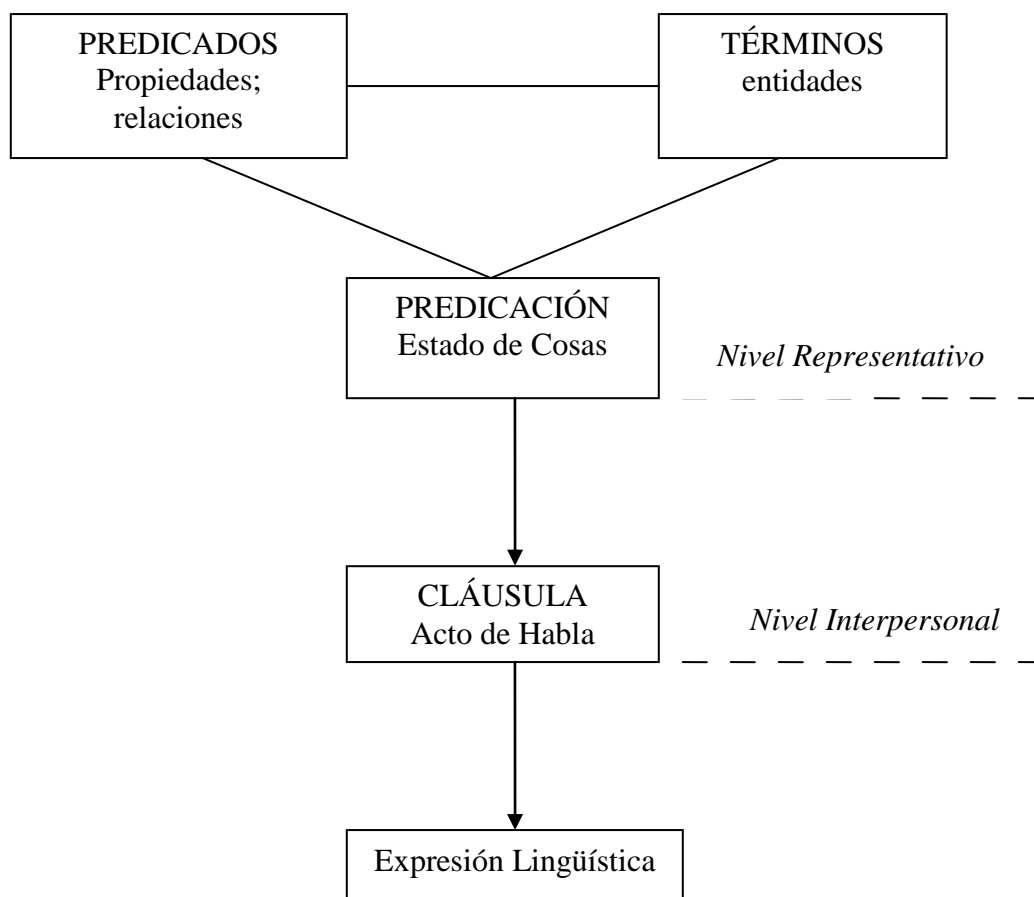 PREDICADOS
Propiedades;
relaciones
TÉRMINOS
entidades
PREDICACIÓN
Estado de Cosas
Nivel Representativo
CLÁUSULA
Acto de Habla
Nivel Interpersonal
Expresión Lingüística